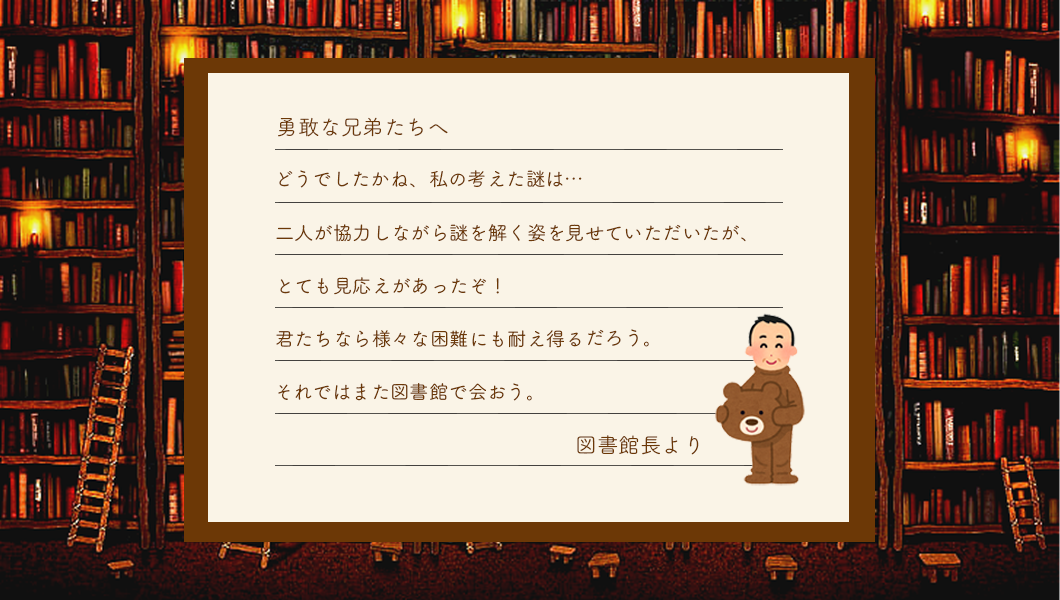 勇敢な兄弟たちへ
どうでしたかね、私の考えた謎は…
二人が協力しながら謎を解く姿を見せていただいたが、
とても見応えがあったぞ！
君たちなら様々な困難にも耐え得るだろう。
それではまた図書館で会おう。
図書館長より